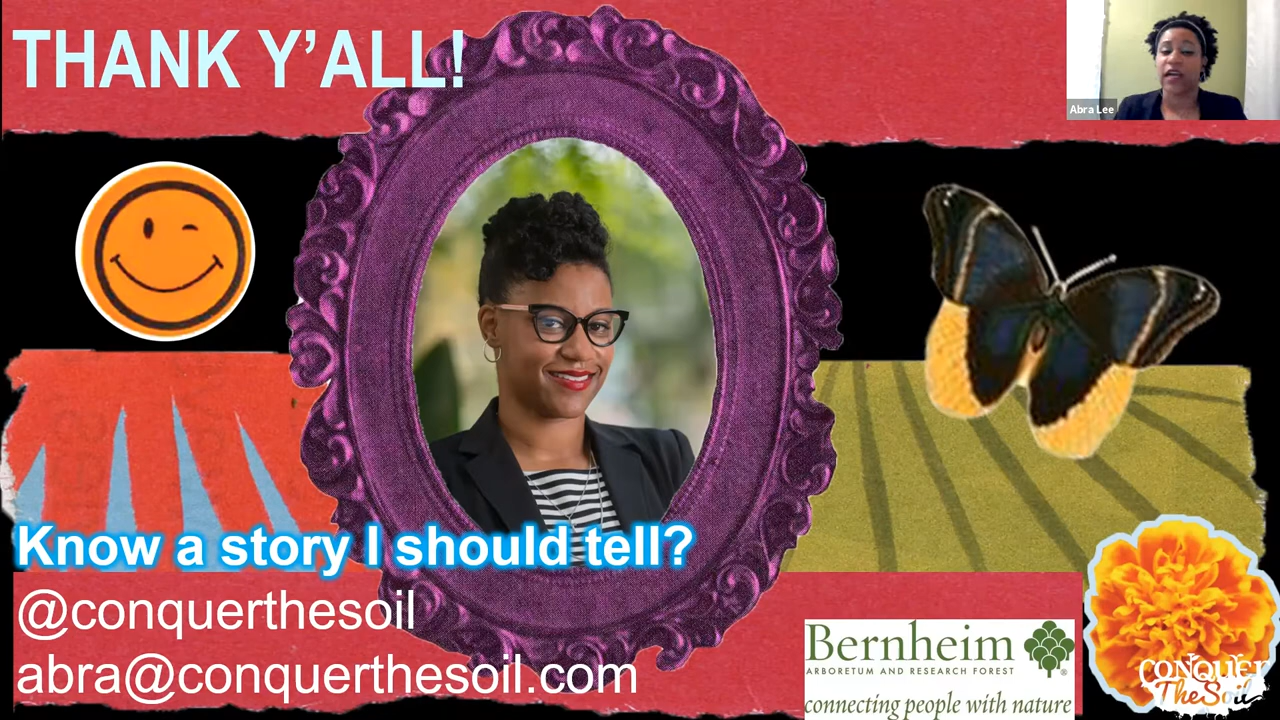 THANK Y’ALL!
Abra Lee
Know a story I should tell?
@conquerthesoil
abra@conquerthesoil.com
Bernheim
ARBORETUM AND RESEARCH FOREST
connecting people with nature
CONQUER
The Soil